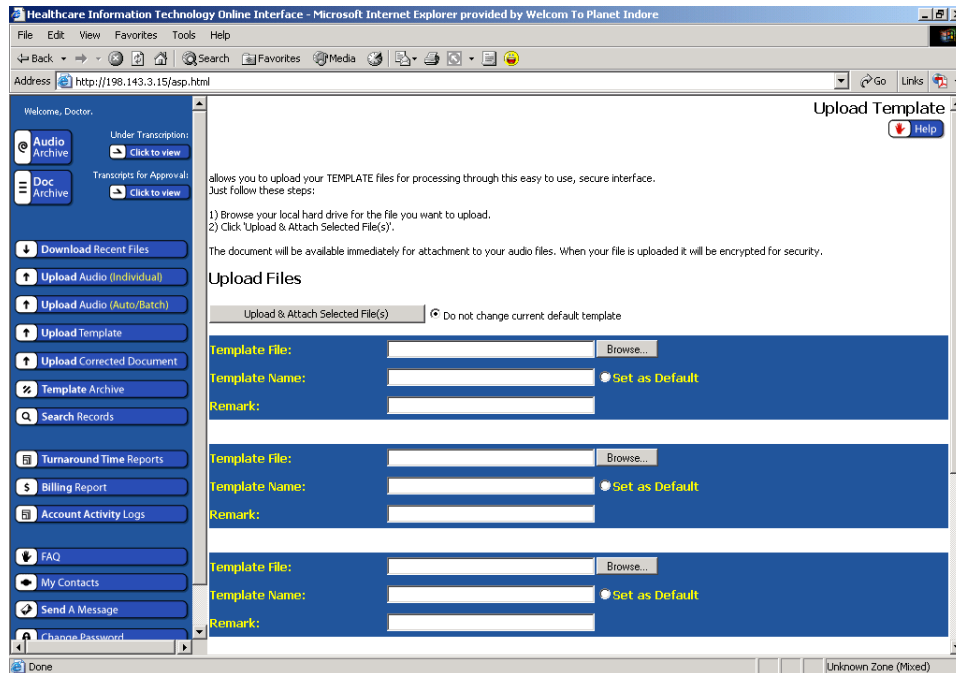 Healthcare Information Technology Online Interface - Microsoft Internet Explorer provided by Welcom To Planet Indore
File Edit View Favorites Tools Help
Back Search Favorites Media
Address http://198.143.3.15/asp.html Go Links
Welcome, Doctor.
Audio Archive
Under Transcription:
Click to view
Doc Archive
Transcripts for Approval:
Click to view
Download Recent Files
Upload Audio (Individual)
Upload Audio (Auto/Batch)
Upload Template
Upload Corrected Document
Template Archive
Search Records
Turnaround Time Reports
Billing Report
Account Activity Logs
FAQ
My Contacts
Send A Message
Change Password
Upload Template
Help
allows you to upload your TEMPLATE files for processing through this easy to use, secure interface.
Just follow these steps:
1) Browse your local hard drive for the file you want to upload.
2) Click 'Upload & Attach Selected File(s)'.
The document will be available immediately for attachment to your audio files. When your file is uploaded it will be encrypted for security.
Upload Files
Upload & Attach Selected File(s) Do not change current default template
Template File: Browse...
Template Name: Set as Default
Remark:
Template File: Browse...
Template Name: Set as Default
Remark:
Template File: Browse...
Template Name: Set as Default
Remark:
Done Unknown Zone (Mixed)